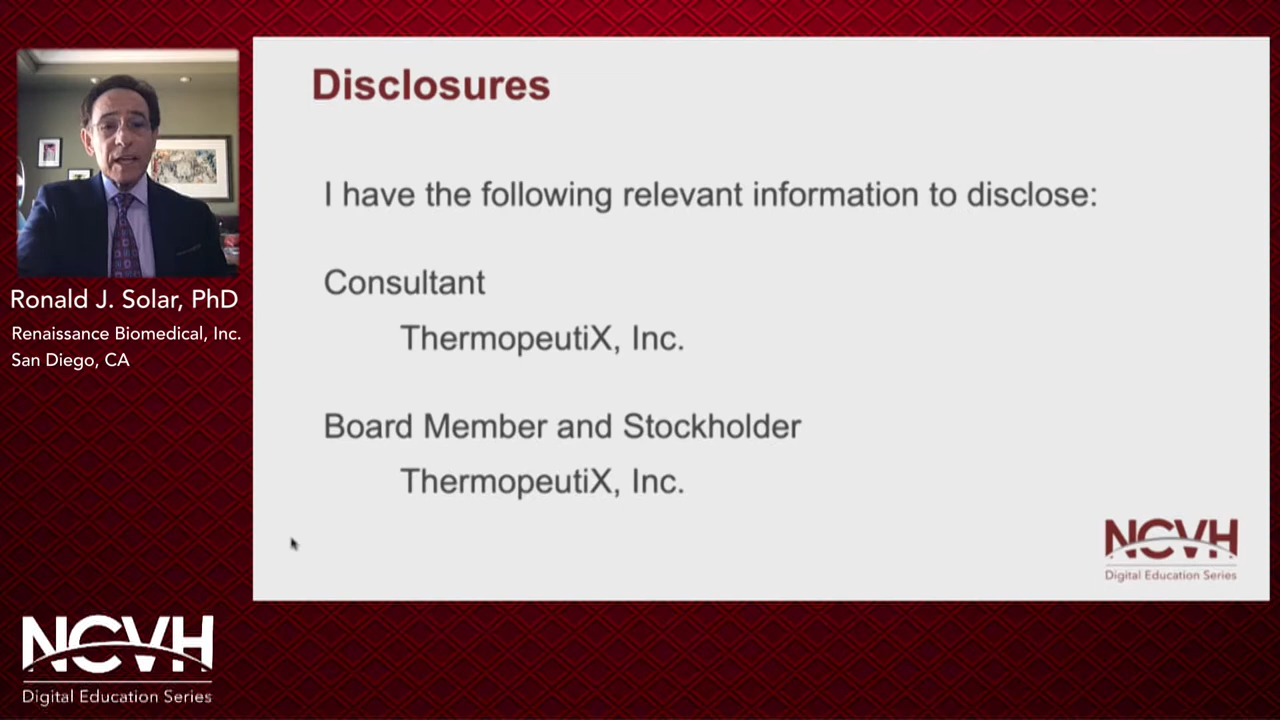 Disclosures
I have the following relevant information to disclose:
Consultant
ThermopeutiX, Inc.
Board Member and Stockholder
ThermopeutiX, Inc.
NCVH
Digital Education Series
Ronald J. Solar, PhD
Renaissance Biomedical, Inc.
San Diego, CA
NCVH
Digital Education Series